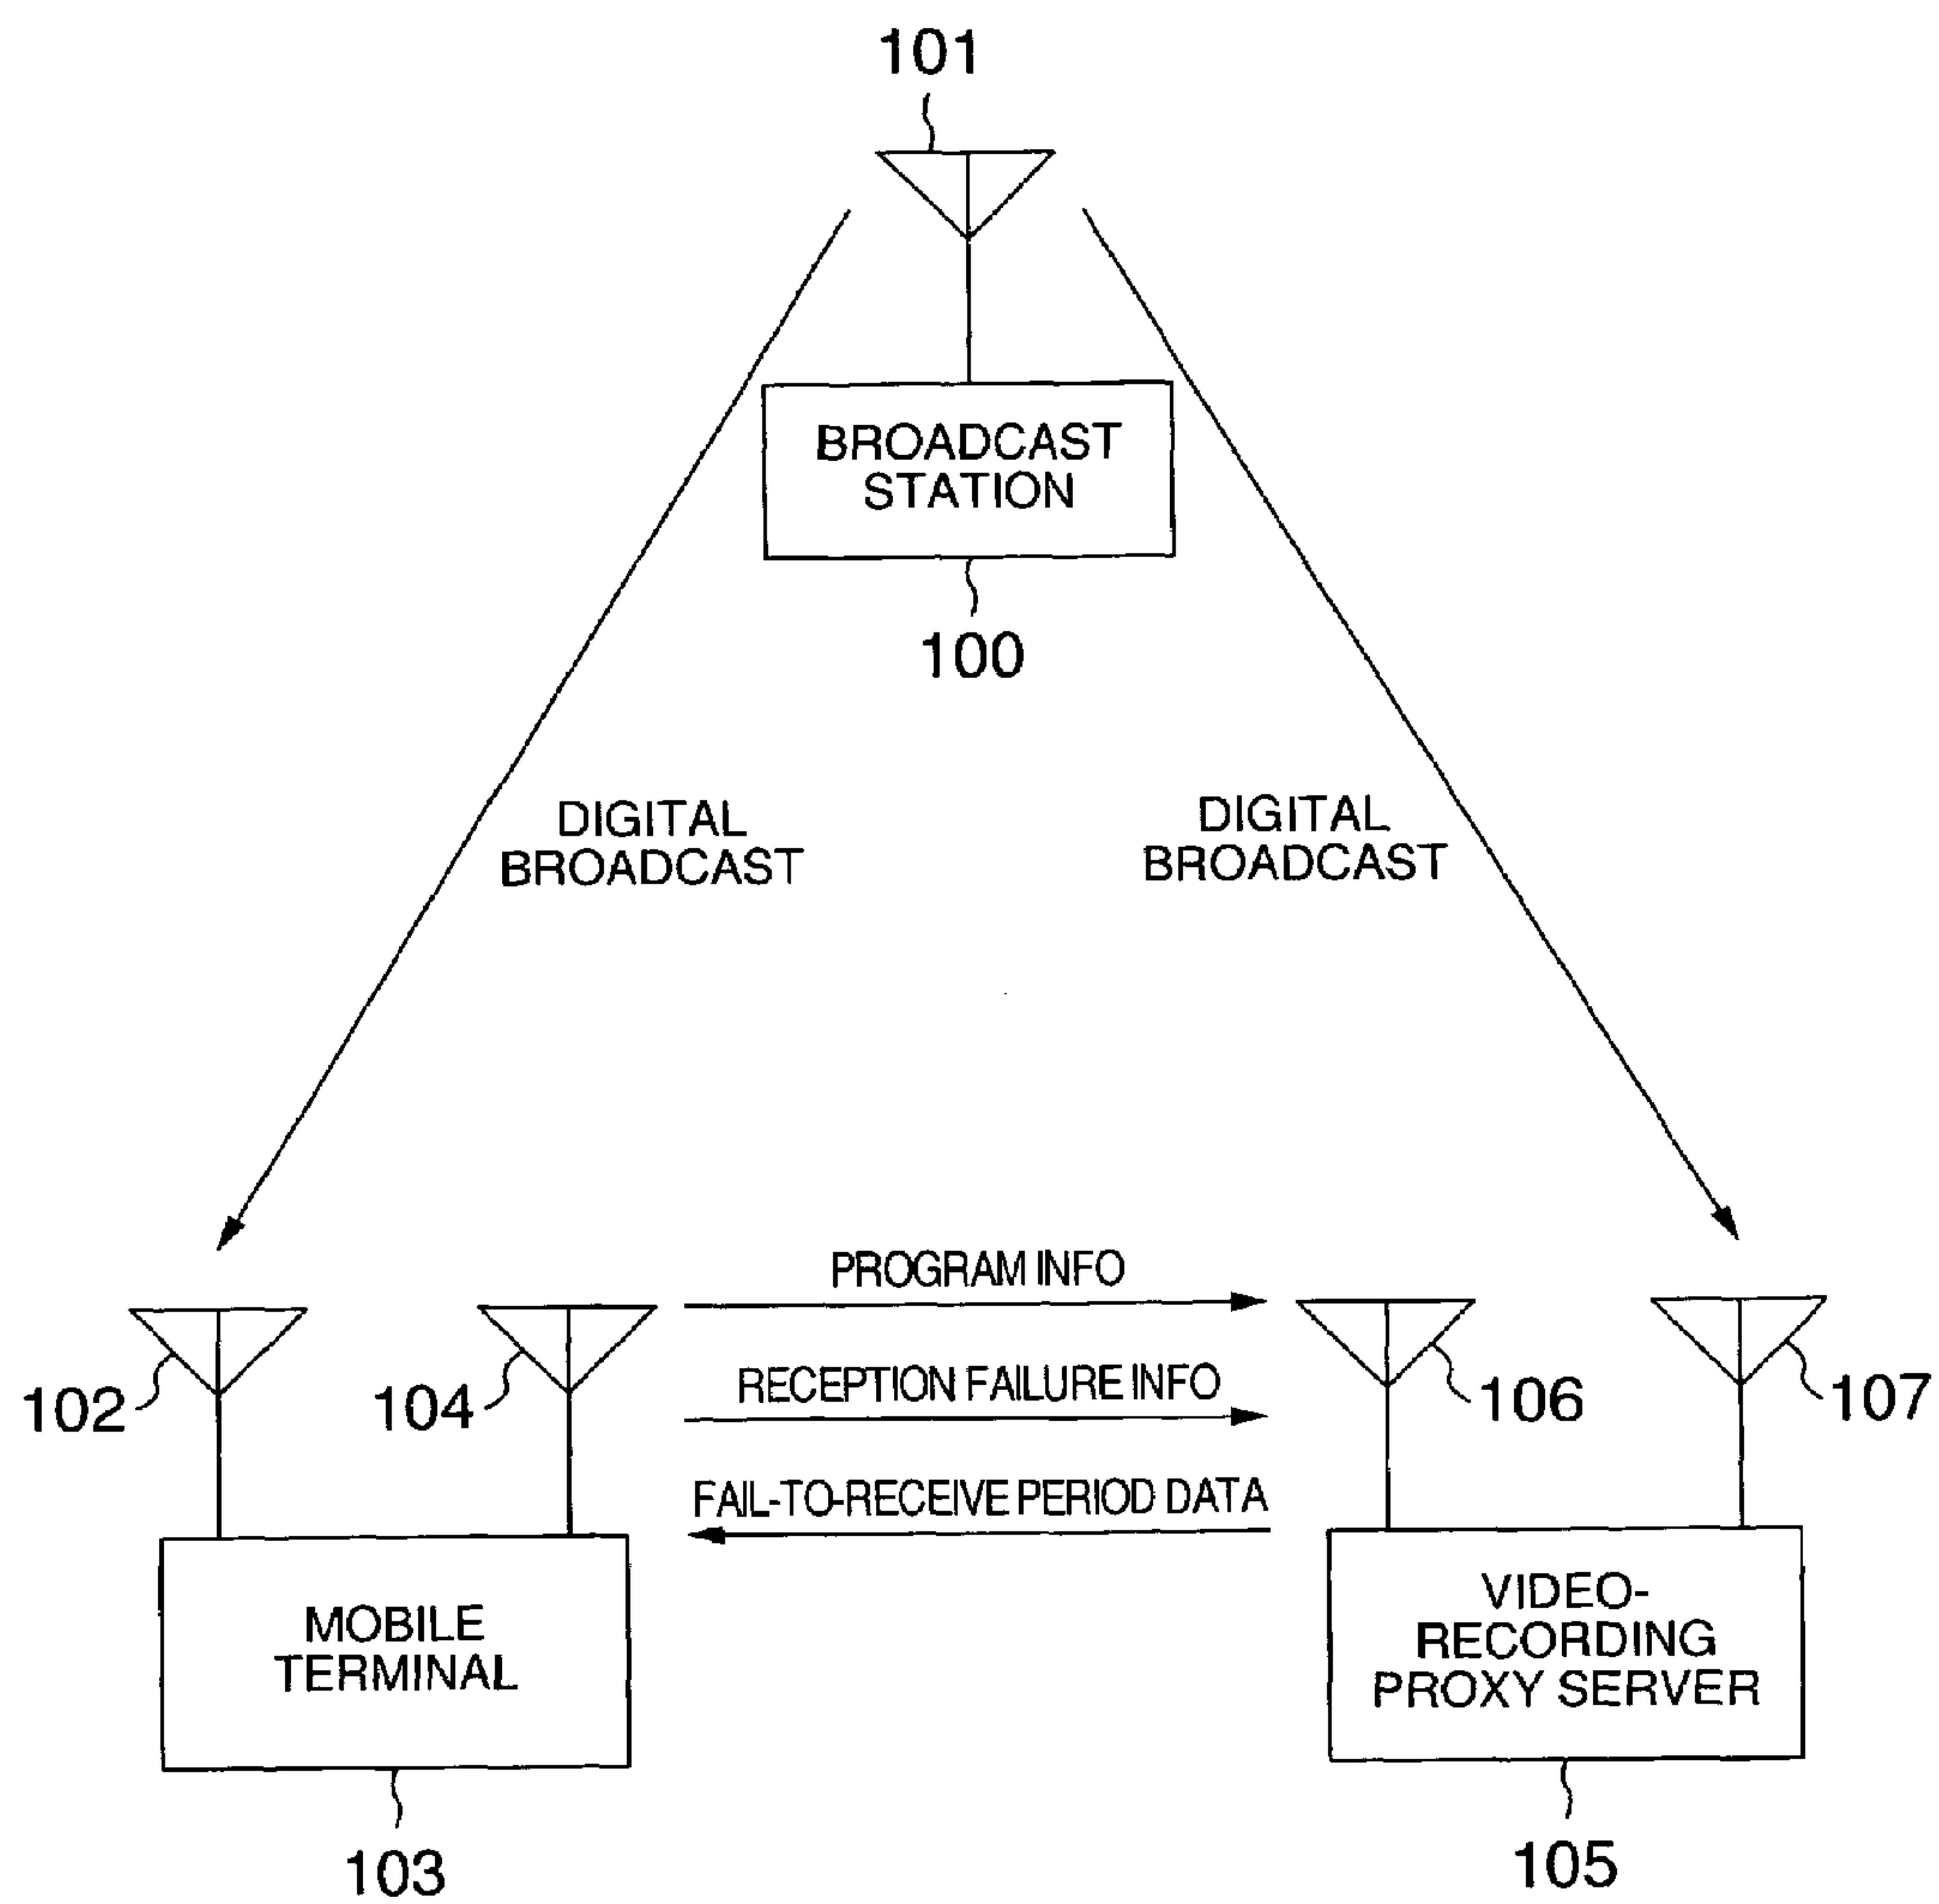 101
BROADCAST
STATION
100
DIGITAL
BROADCAST
DIGITAL
BROADCAST
PROGRAM INFO
RECEPTION FAILURE INFO
FAIL-TO-RECEIVE PERIOD DATA
102
104
106
107
MOBILE
TERMINAL
103
VIDEO-
RECORDING
PROXY SERVER
105